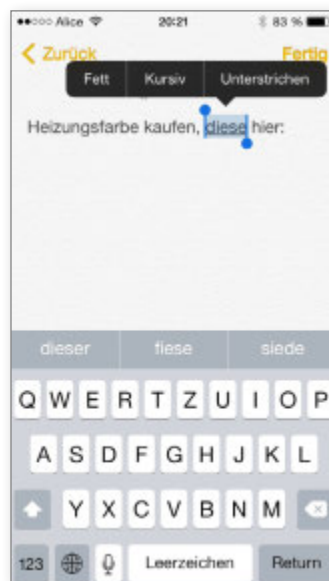 Alice 20:21 83 %
Zurück Fertig
Fett Kursiv Unterstrichen
Heizungsfarbe kaufen, diese hier:
dieser fiese siede
Q W E R T Z U I O P
A S D F G H J K L
Y X C V B N M
123 Leerzeichen Return